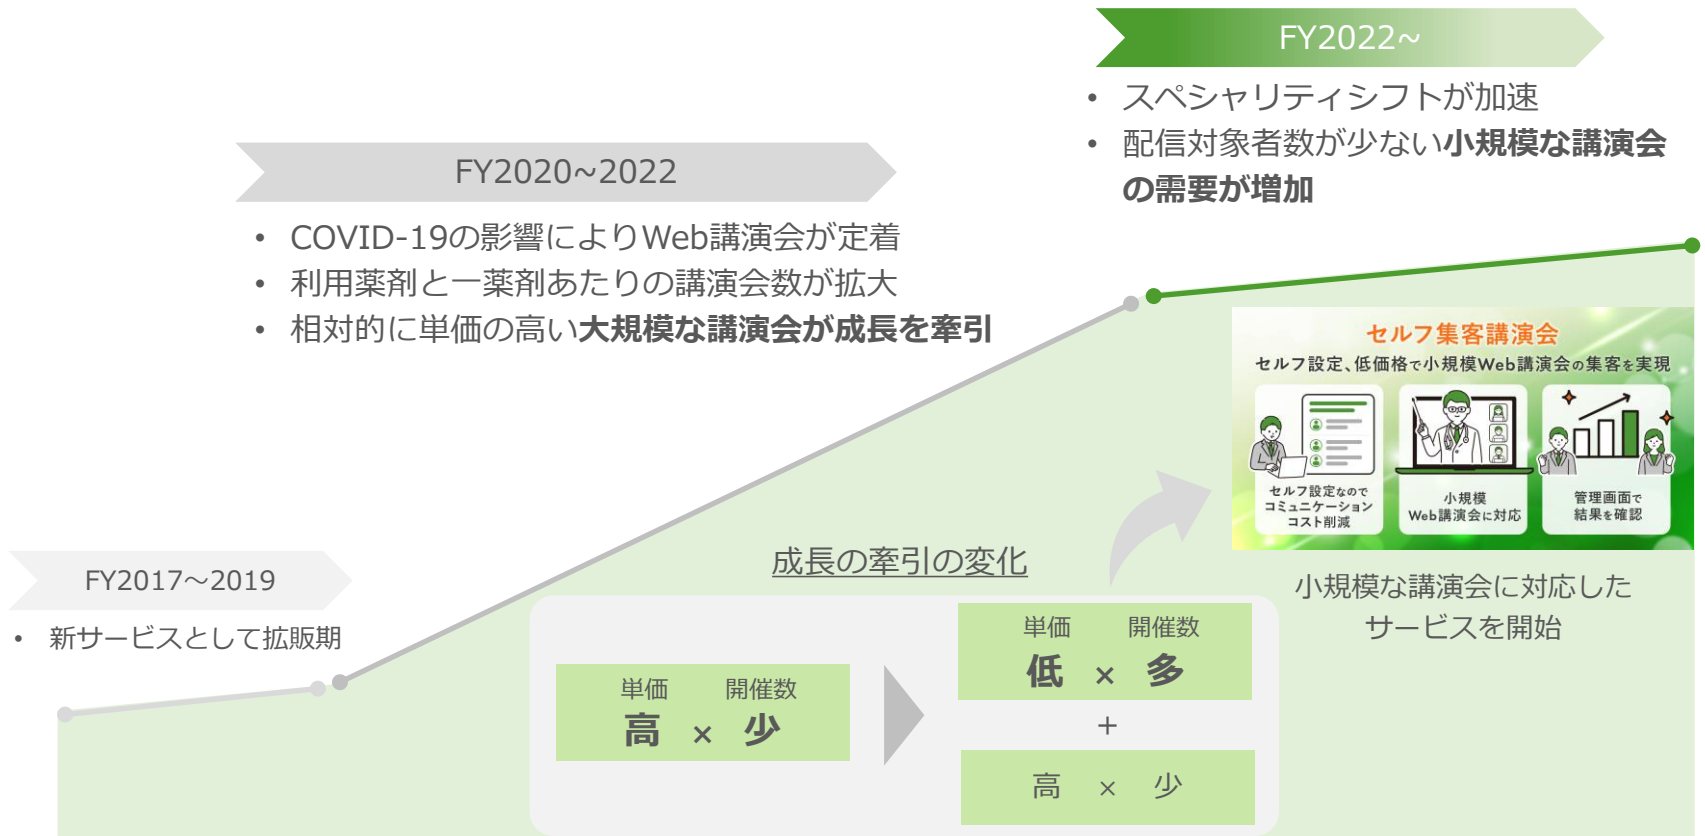 FY2017～2019
• 新サービスとして拡販期
FY2020~2022
• COVID-19の影響によりWeb講演会が定着
• 利用薬剤と一薬剤あたりの講演会数が拡大
• 相対的に単価の高い大規模な講演会が成長を牽引
FY2022~
• スペシャリティシフトが加速
• 配信対象者数が少ない小規模な講演会
の需要が増加
セルフ集客講演会
セルフ設定、低価格で小規模Web講演会の集客を実現
セルフ設定なので
コミュニケーション
コスト削減
小規模
Web講演会に対応
管理画面で
結果を確認
小規模な講演会に対応した
サービスを開始
成長の牽引の変化
単価 開催数
高 × 少
単価 開催数
低 × 多
+
高 × 少